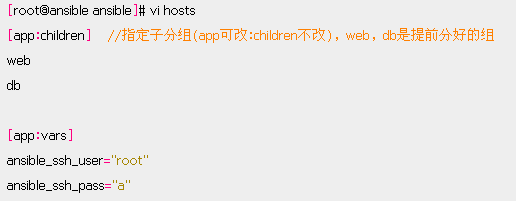 [root@ansible ansible]# vi hosts
[app:children]  //指定子分组(app可改:children不改)，web，db是提前分好的组
web
db
[app:vars]
ansible_ssh_user="root"
ansible_ssh_pass="a"